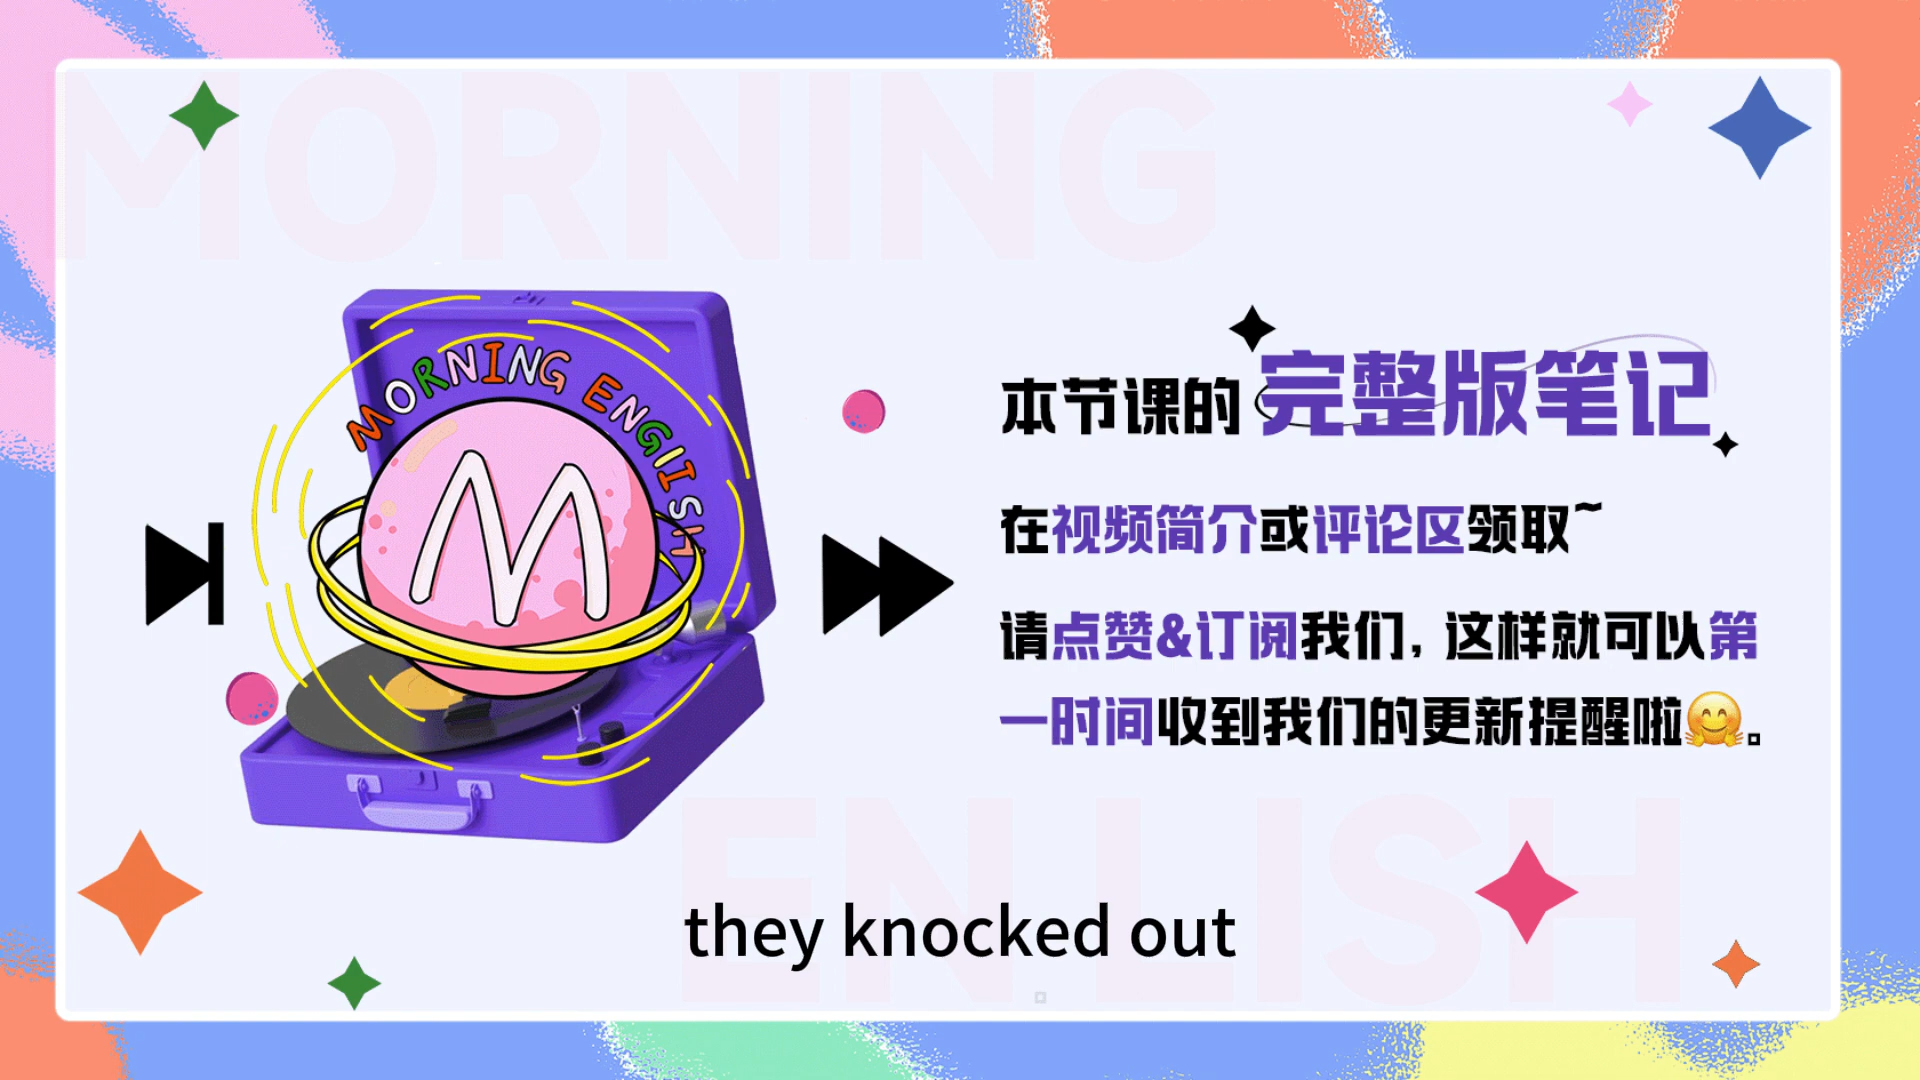 MORNING
MORNING ENGlISH
M
本节课的完整版笔记
在视频简介或评论区领取~
请点赞&订阅我们，这样就可以第
一时间收到我们的更新提醒啦🤗。
EN LISH
they knocked out